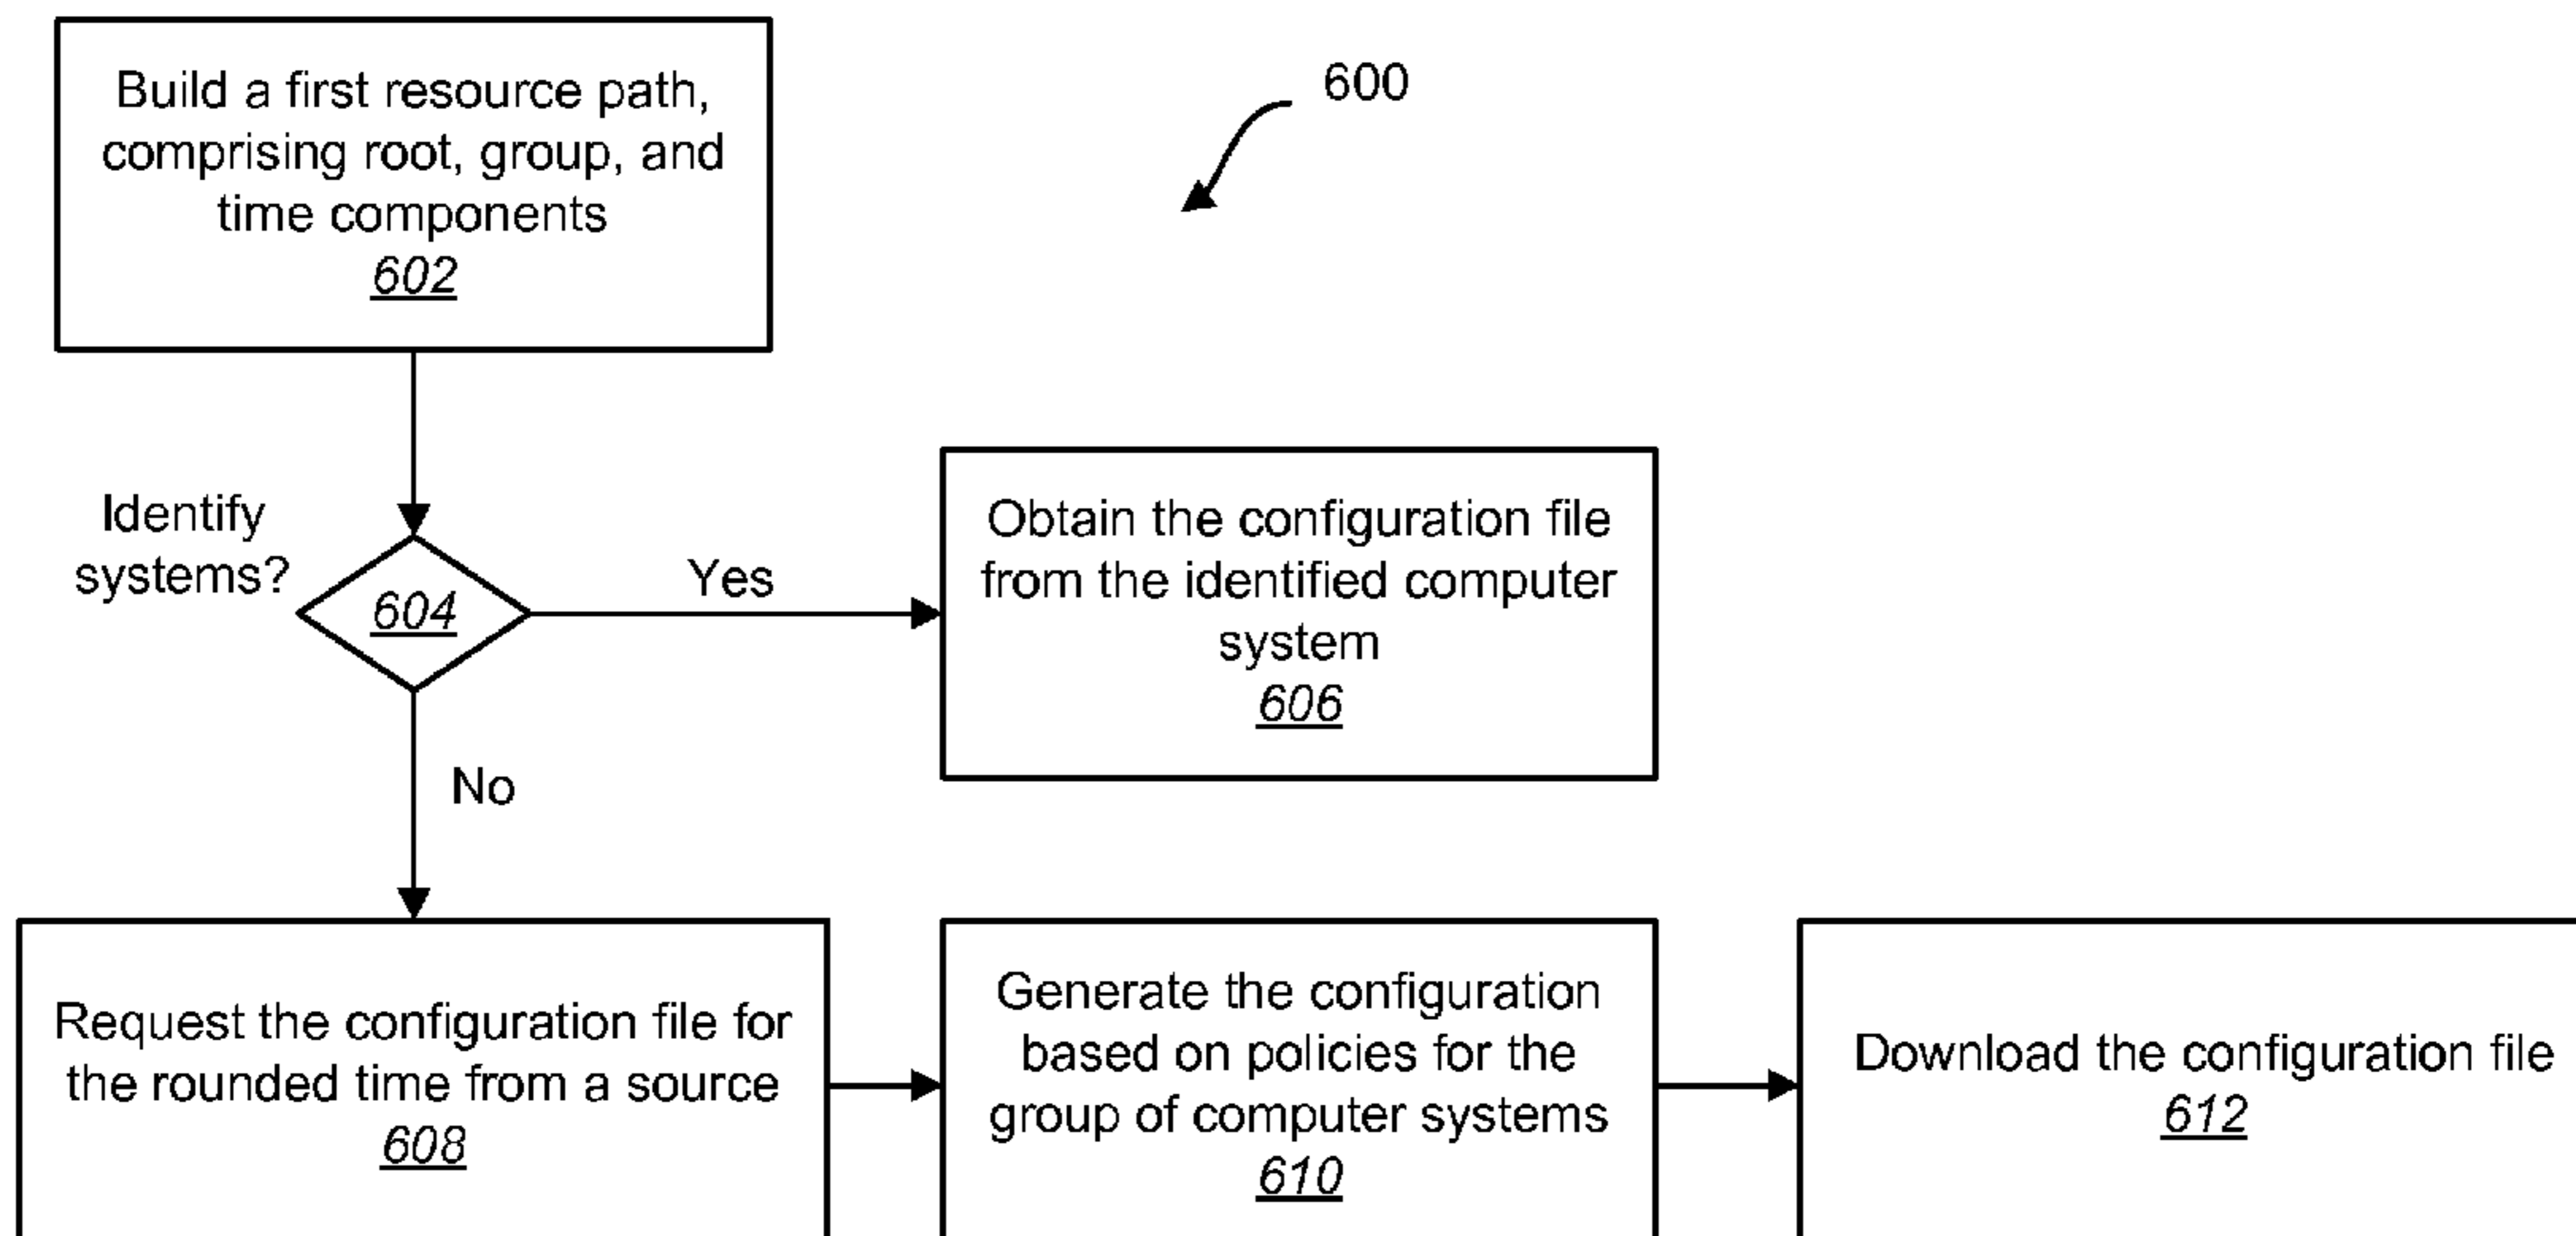 Build a first resource path,
comprising root, group, and
time components
602
600
Identify
systems?
604
Yes
Obtain the configuration file
from the identified computer
system
606
No
Request the configuration file for
the rounded time from a source
608
Generate the configuration
based on policies for the
group of computer systems
610
Download the configuration file
612